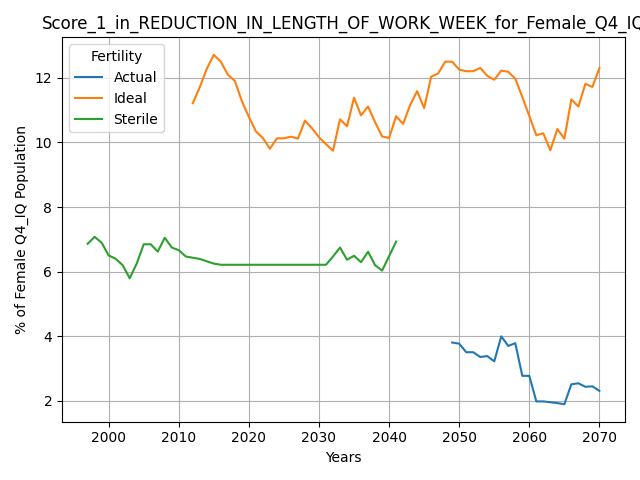 Score_1_in_REDUCTION_IN_LENGTH_OF_WORK_WEEK_for_Female_Q4_IQ
Fertility
Actual
Ideal
Sterile
% of Female Q4_IQ Population
12
10
8
6
4
2
2000 2010 2020 2030 2040 2050 2060 2070
Years